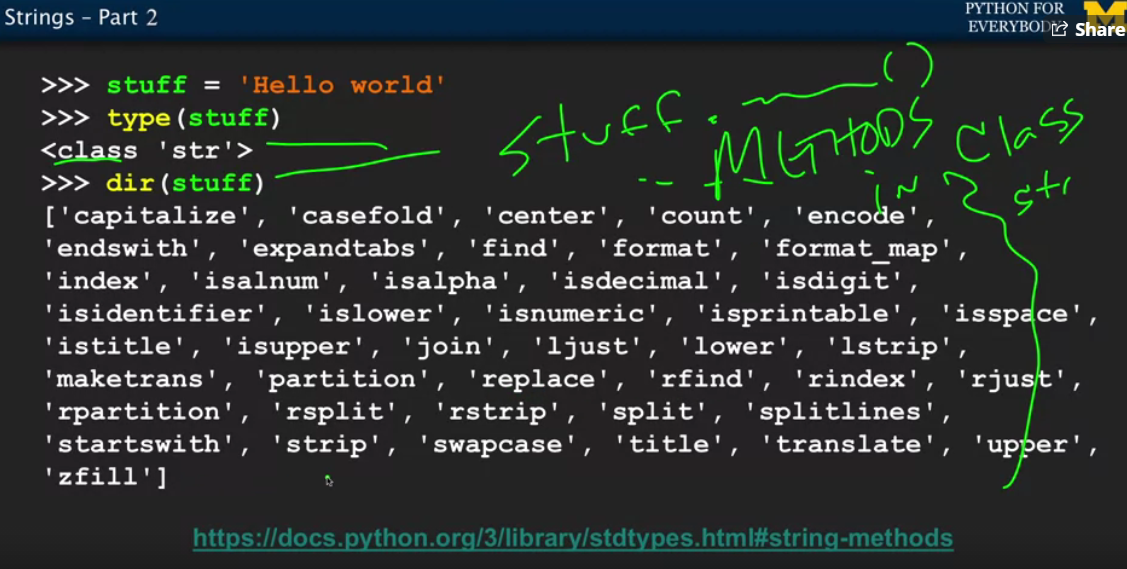 Strings – Part 2
PYTHON FOR
EVERYBODY
Share
>>> stuff = 'Hello world'
>>> type(stuff)
<class 'str'>
>>> dir(stuff)
['capitalize', 'casefold', 'center', 'count', 'encode',
'endswith', 'expandtabs', 'find', 'format', 'format_map',
'index', 'isalnum', 'isalpha', 'isdecimal', 'isdigit',
'isidentifier', 'islower', 'isnumeric', 'isprintable', 'isspace',
'istitle', 'isupper', 'join', 'ljust', 'lower', 'lstrip',
'maketrans', 'partition', 'replace', 'rfind', 'rindex', 'rjust',
'rpartition', 'rsplit', 'rstrip', 'split', 'splitlines',
'startswith', 'strip', 'swapcase', 'title', 'translate', 'upper',
'zfill']
stuff.____()
METHODS Class
in str
https://docs.python.org/3/library/stdtypes.html#string-methods